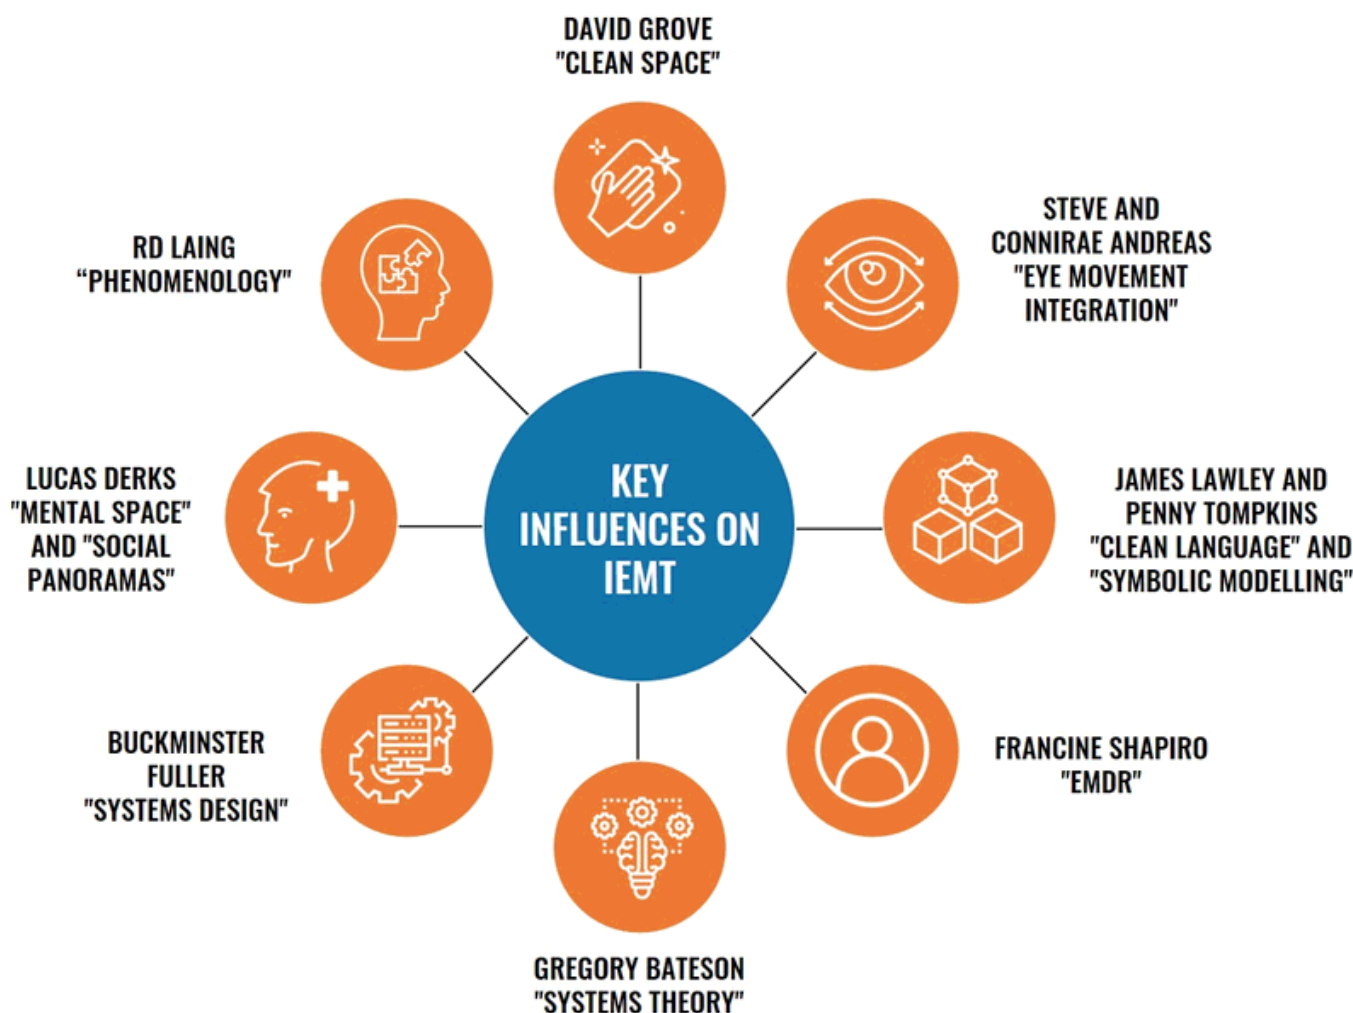 DAVID GROVE
"CLEAN SPACE"
STEVE AND
CONNIRAE ANDREAS
"EYE MOVEMENT
INTEGRATION"
RD LAING
“PHENOMENOLOGY"
KEY
INFLUENCES ON
IEMT
LUCAS DERKS
"MENTAL SPACE"
AND "SOCIAL
PANORAMAS"
JAMES LAWLEY AND
PENNY TOMPKINS
"CLEAN LANGUAGE" AND
"SYMBOLIC MODELLING"
BUCKMINSTER
FULLER
"SYSTEMS DESIGN"
FRANCINE SHAPIRO
"EMDR"
GREGORY BATESON
"SYSTEMS THEORY"